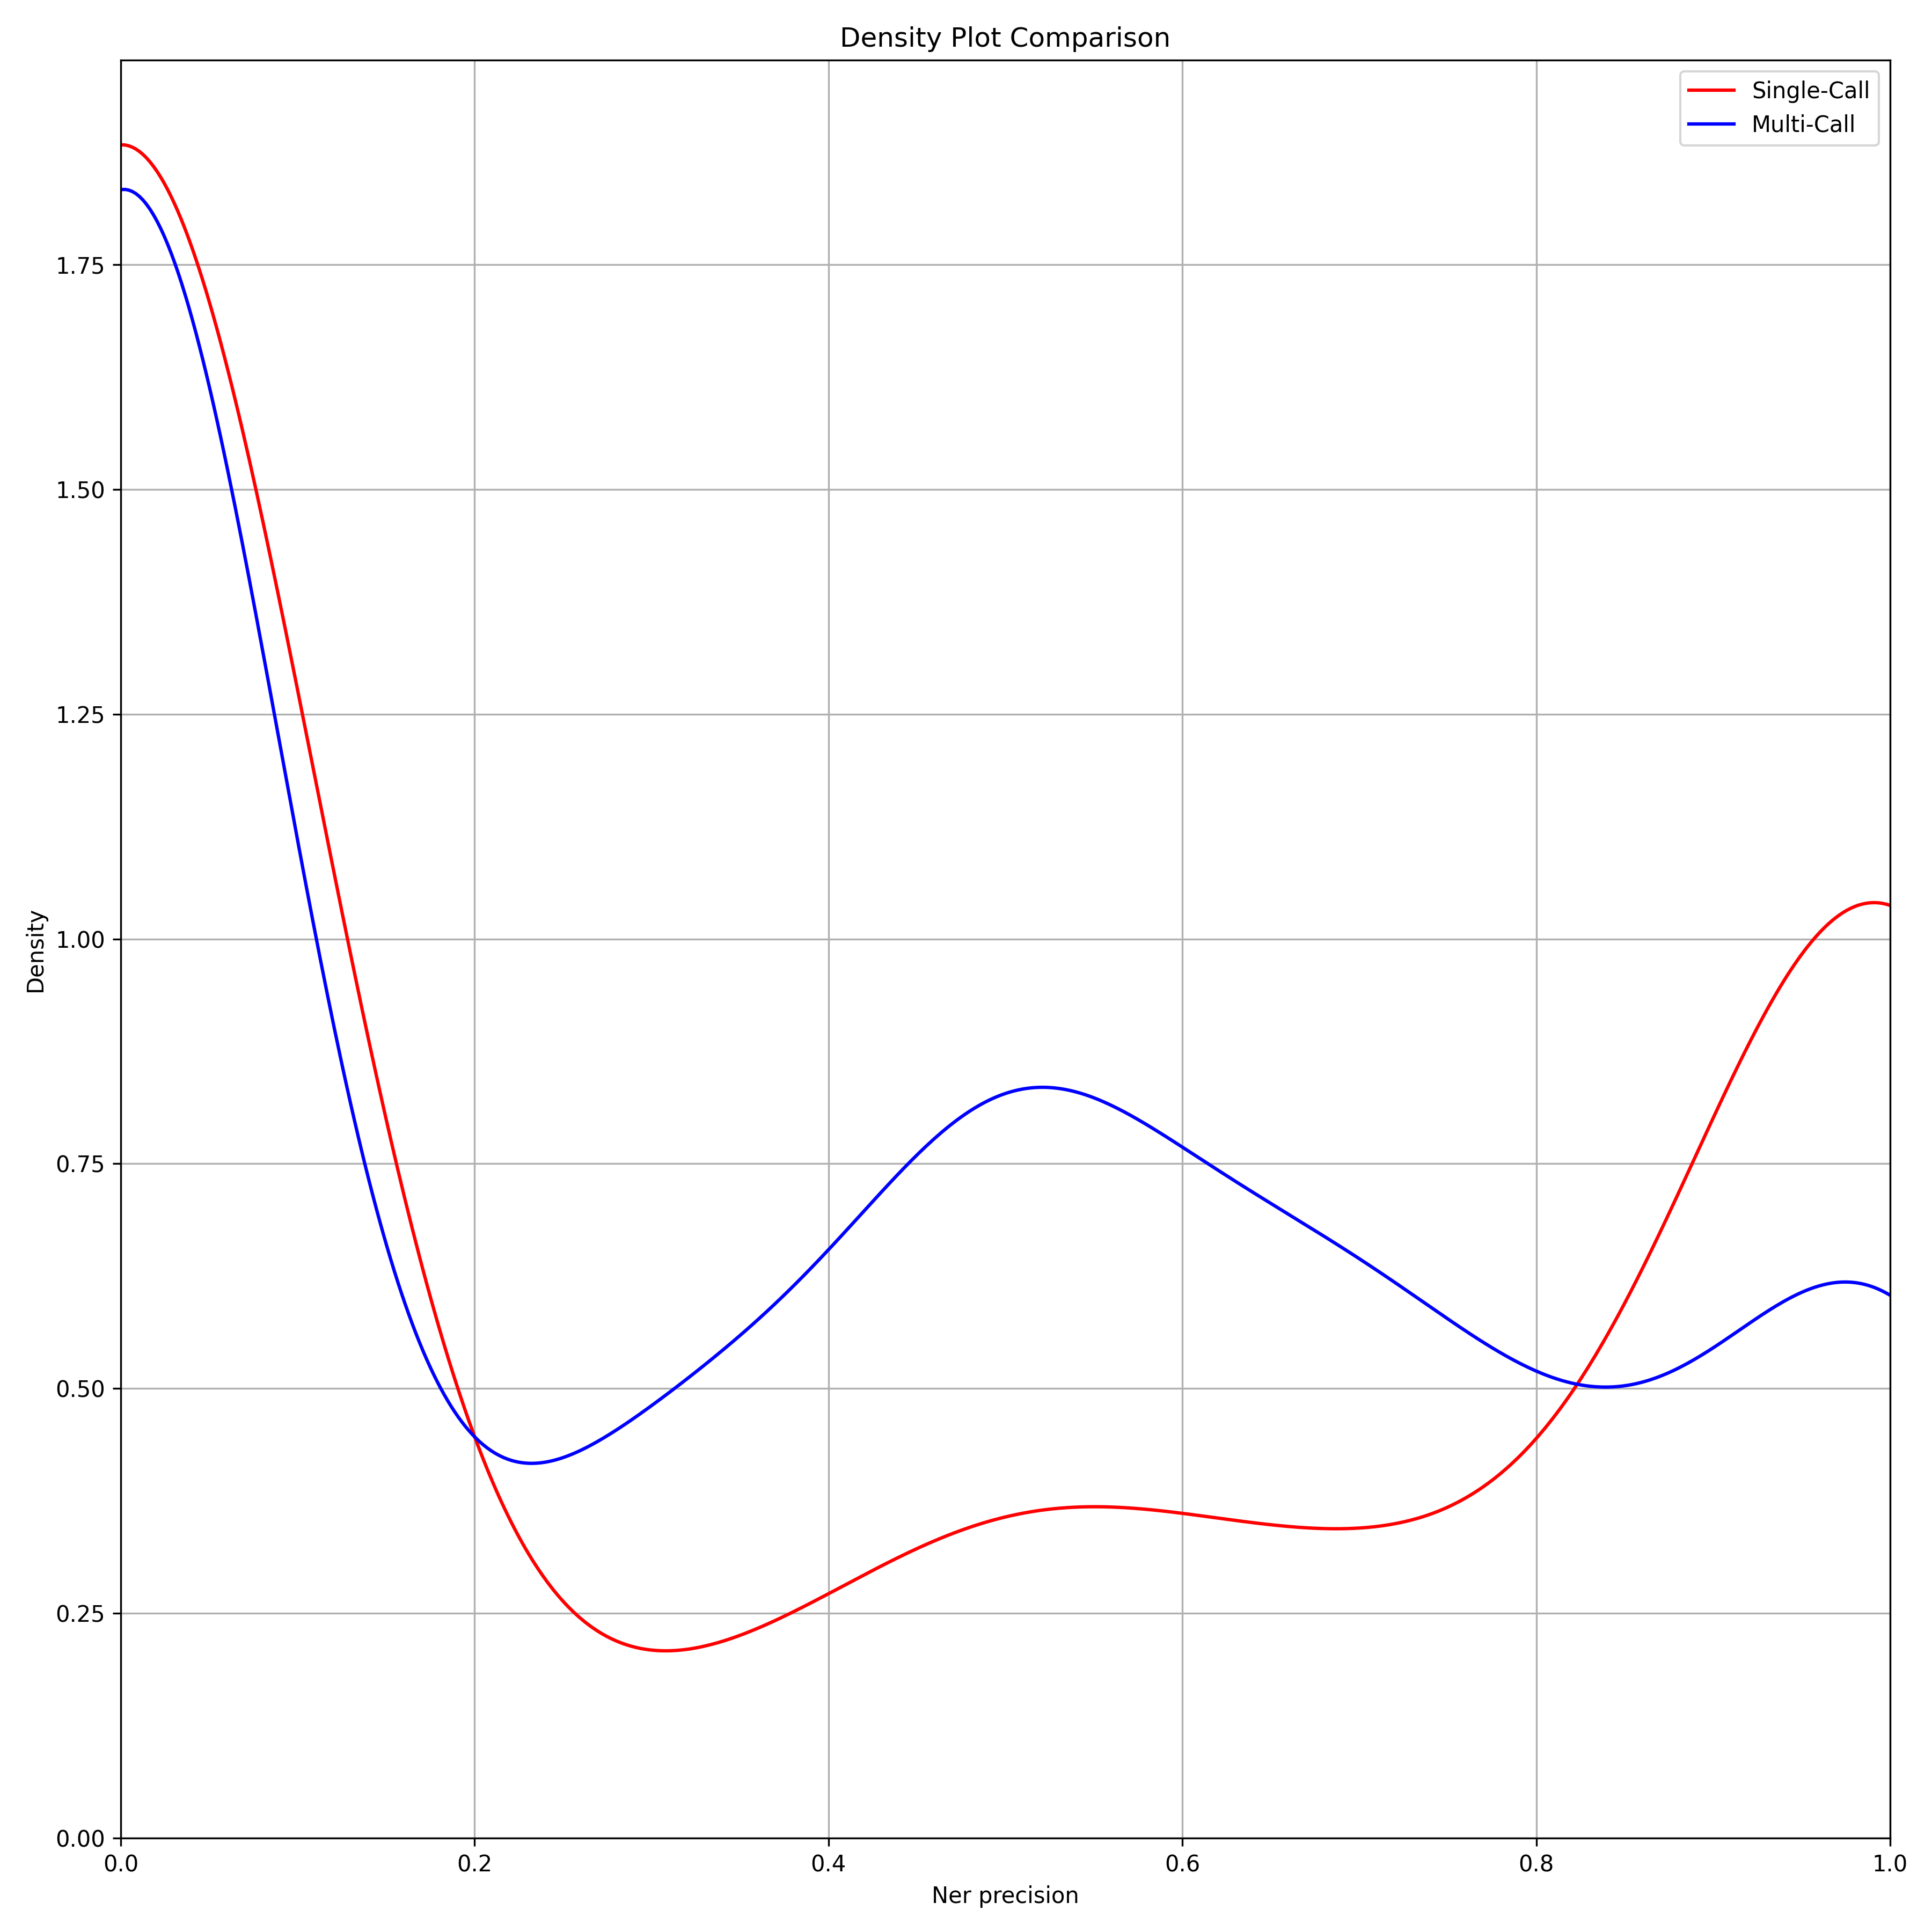 Density Plot Comparison
Single-Call
Multi-Call
1.75
1.50
1.25
1.00
0.75
0.50
0.25
0.00
Density
0.0 0.2 0.4 0.6 0.8 1.0
Ner precision